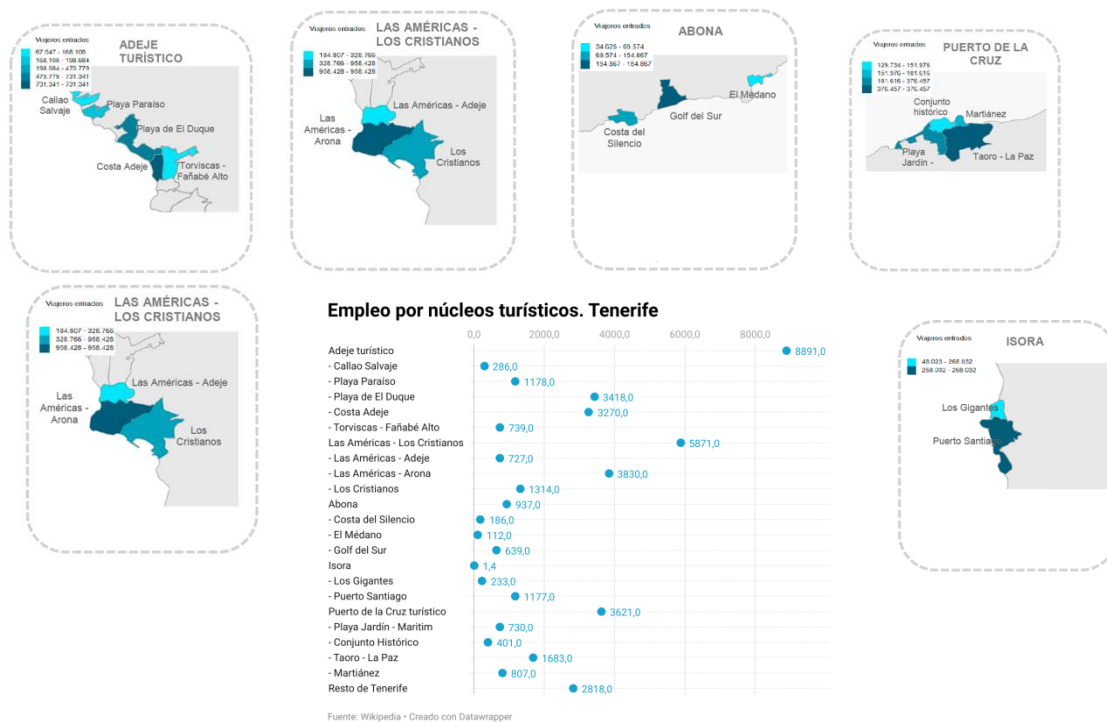 Viajeros entrados
ADEJE
TURÍSTICO
67.547 - 168.108
168.108 - 198.684
198.584 - 475.779
475.779 - 731.341
731.341 - 731.341
Callao
Salvaje
Playa Paraíso
Playa de El Duque
Costa Adeje
Torviscas -
Fañabé Alto
Viajeros entrados
LAS AMÉRICAS -
LOS CRISTIANOS
184.807 - 328.766
328.766 - 958.428
958.428 - 958.428
Las Américas - Adeje
Las
Américas -
Arona
Los
Cristianos
Viajeros entrados
ABONA
34.625 - 69.574
69.574 - 154.867
154.867 - 154.867
El Médano
Golf del Sur
Costa del
Silencio
Viajeros entrados
PUERTO DE LA
CRUZ
129.734 - 151.976
151.976 - 181.616
181.616 - 376.457
376.457 - 376.457
Conjunto
histórico
Martiánez
Playa
Jardín -
Taoro - La Paz
Viajeros entrados
LAS AMÉRICAS -
LOS CRISTIANOS
184.807 - 328.766
328.766 - 958.428
958.428 - 958.428
Las Américas - Adeje
Las
Américas -
Arona
Los
Cristianos
Empleo por núcleos turísticos. Tenerife
0,0 2000,0 4000,0 6000,0 8000,0
Adeje turístico 8891,0
- Callao Salvaje 286,0
- Playa Paraíso 1178,0
- Playa de El Duque 3418,0
- Costa Adeje 3270,0
- Torviscas - Fañabé Alto 739,0
Las Américas - Los Cristianos 5871,0
- Las Américas - Adeje 727,0
- Las Américas - Arona 3830,0
- Los Cristianos 1314,0
Abona 937,0
- Costa del Silencio 186,0
- El Médano 112,0
- Golf del Sur 639,0
Isora 1,4
- Los Gigantes 233,0
- Puerto Santiago 1177,0
Puerto de la Cruz turístico 3621,0
- Playa Jardín - Maritim 730,0
- Conjunto Histórico 401,0
- Taoro - La Paz 1683,0
- Martiánez 807,0
Resto de Tenerife 2818,0
Fuente: Wikipedia • Creado con Datawrapper
Viajeros entrados
ISORA
48.023 - 268.032
268.032 - 268.032
Los Gigantes
Puerto Santiago